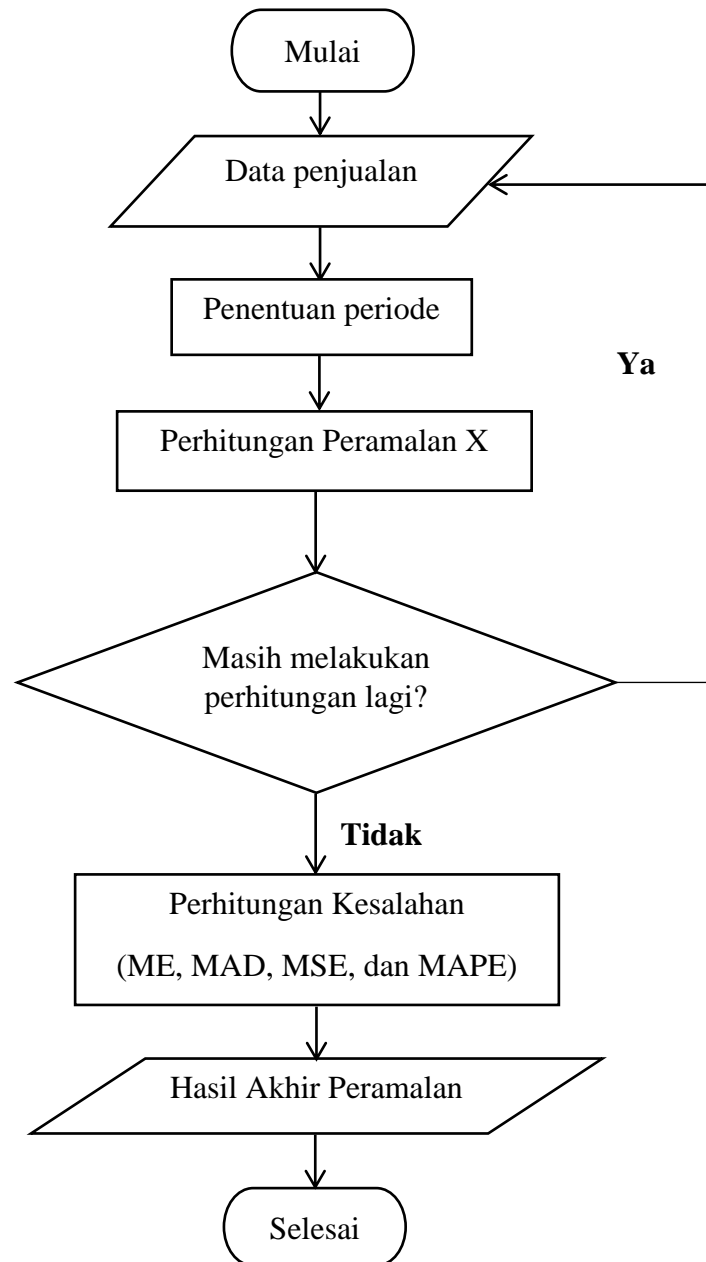 Mulai
Data penjualan
Penentuan periode
Ya
Perhitungan Peramalan X
Masih melakukan
perhitungan lagi?
Tidak
Perhitungan Kesalahan
(ME, MAD, MSE, dan MAPE)
Hasil Akhir Peramalan
Selesai